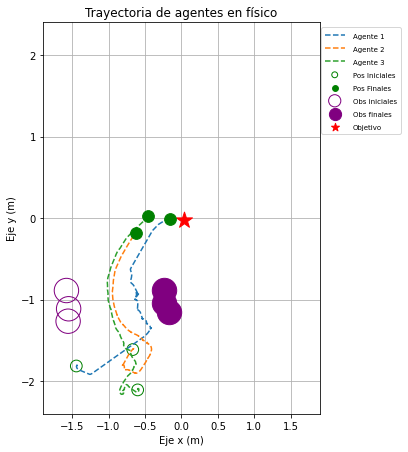 Trayectoria de agentes en físico
Agente 1
Agente 2
Agente 3
Pos Iniciales
Pos Finales
Obs Iniciales
Obs finales
Objetivo
Eje y (m)
2
1
0
−1
−2
−1.5
−1.0
−0.5
0.0
0.5
1.0
1.5
Eje x (m)